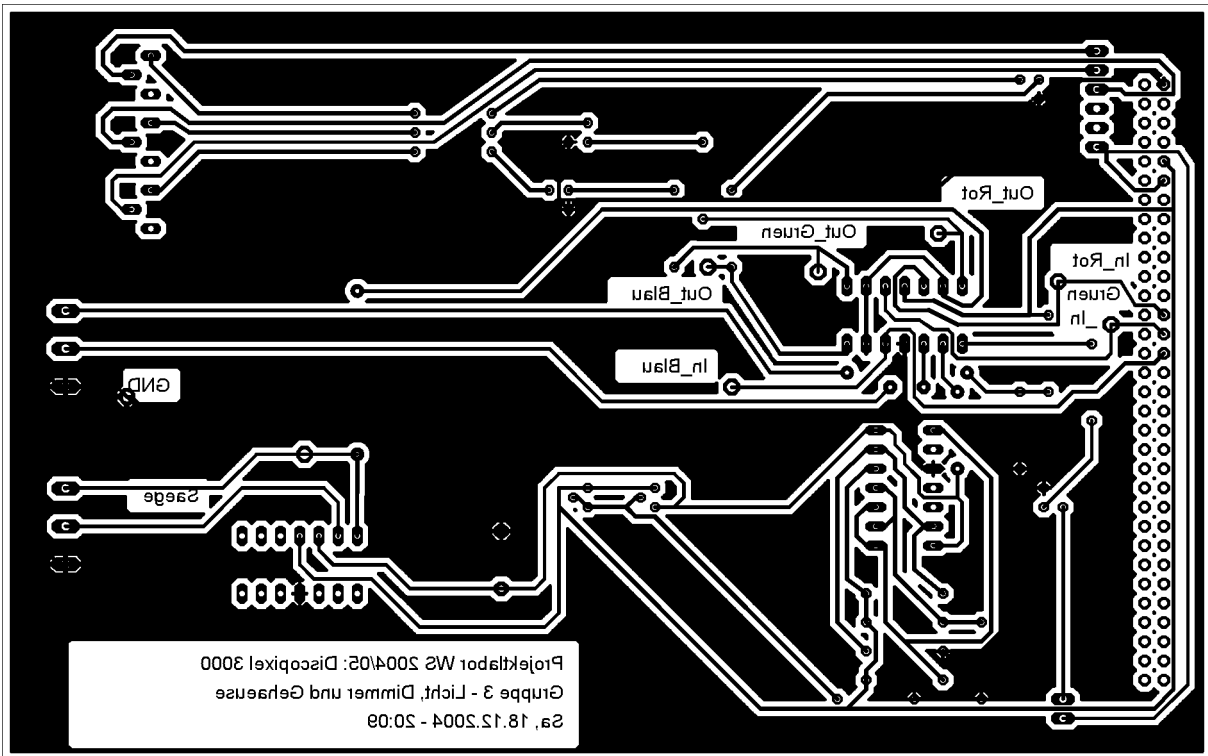 Out_Rot
Out_Gruen
In_Rot
Gruen
_In
Out_Blau
In_Blau
GND
Saege
Projektlabor WS 2004/05: Discopixel 3000
Gruppe 3 - Licht, Dimmer und Gehaeuse
Sa, 18.12.2004 - 20:09